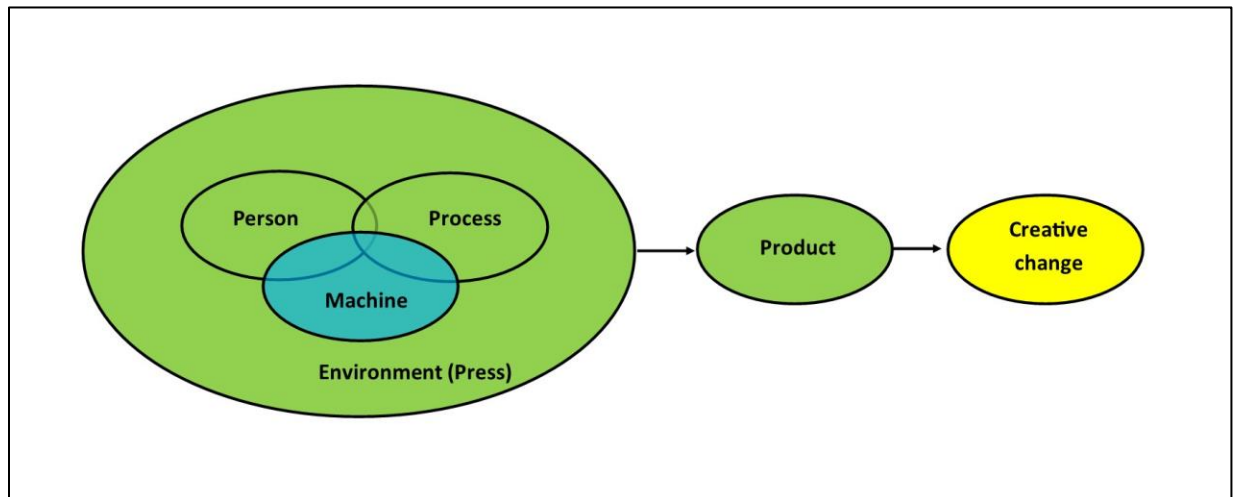 Person
Process
Machine
Environment (Press)
Product
Creative
change